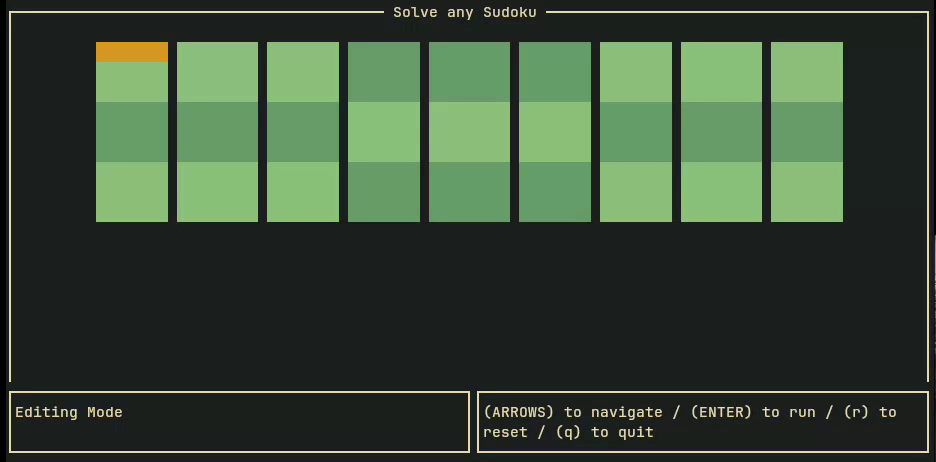 Solve any Sudoku
Editing Mode
(ARROWS) to navigate / (ENTER) to run / (r) to
reset / (q) to quit